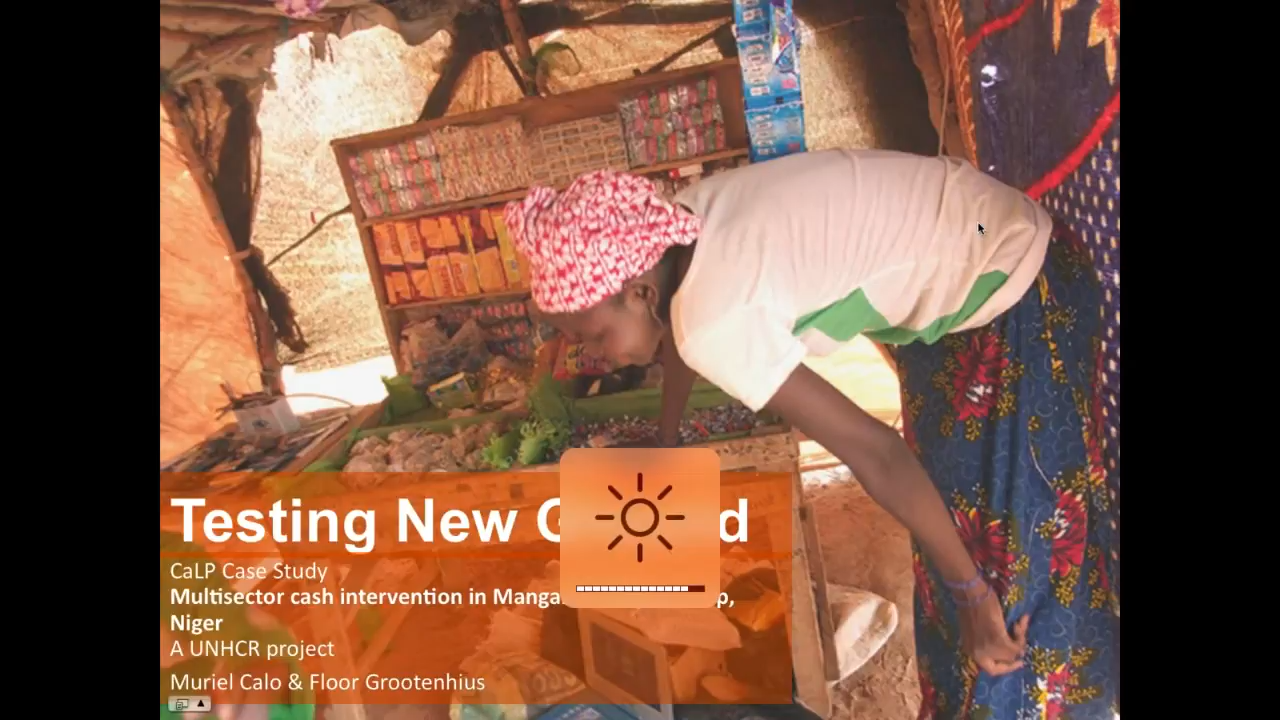 Testing New G d
CaLP Case Study
Multisector cash intervention in Manga p,
Niger
A UNHCR project
Muriel Calo & Floor Grootenhius